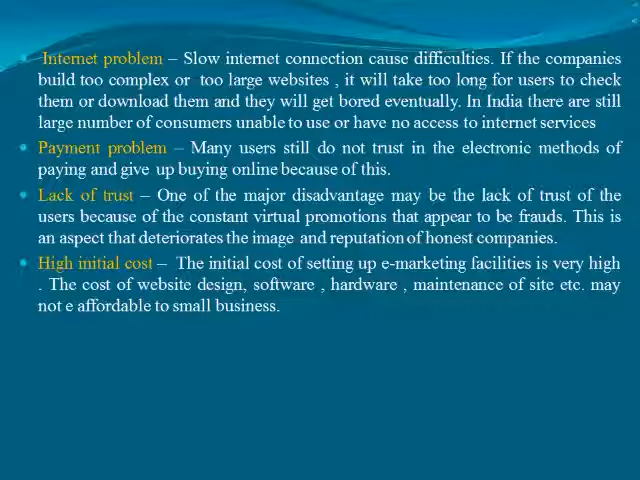 • Internet problem – Slow internet connection cause difficulties. If the companies
build too complex or too large websites , it will take too long for users to check
them or download them and they will get bored eventually. In India there are still
large number of consumers unable to use or have no access to internet services
• Payment problem – Many users still do not trust in the electronic methods of
paying and give up buying online because of this.
• Lack of trust – One of the major disadvantage may be the lack of trust of the
users because of the constant virtual promotions that appear to be frauds. This is
an aspect that deteriorates the image and reputation of honest companies.
• High initial cost – The initial cost of setting up e-marketing facilities is very high
. The cost of website design, software , hardware , maintenance of site etc. may
not e affordable to small business.